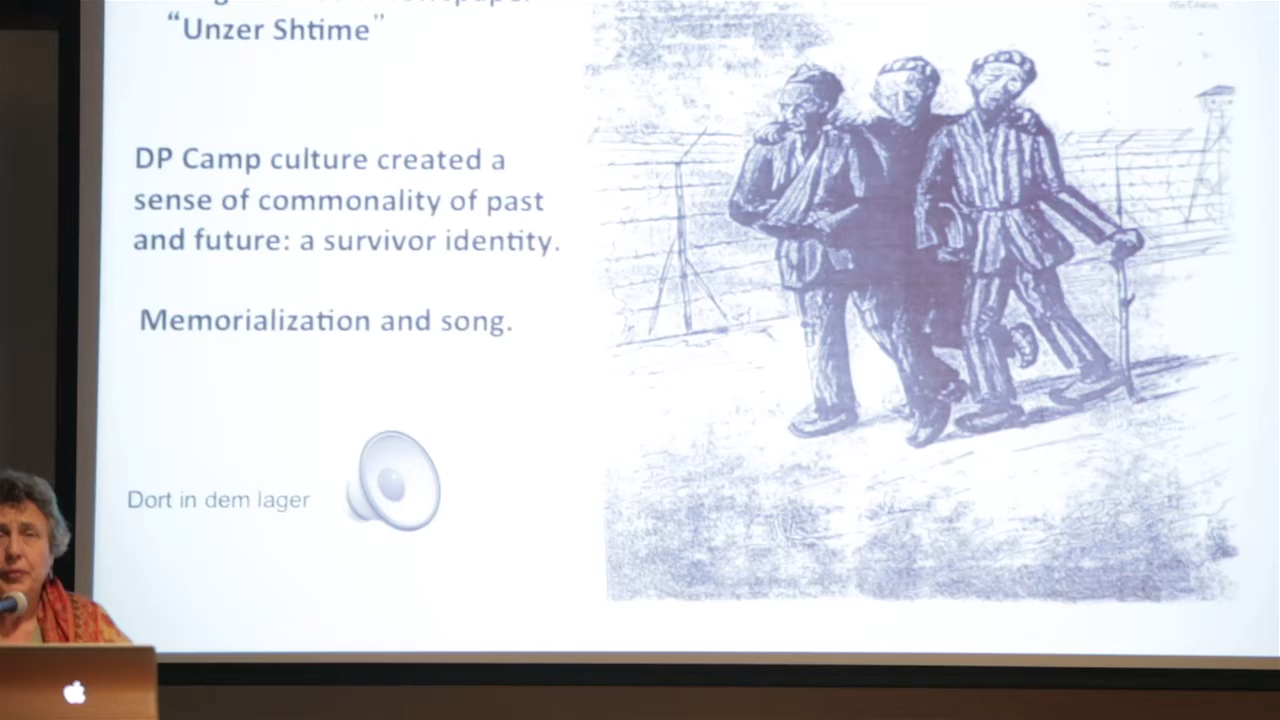 “Unzer Shtime”
DP Camp culture created a
sense of commonality of past
and future: a survivor identity.
Memorialization and song.
Dort in dem lager